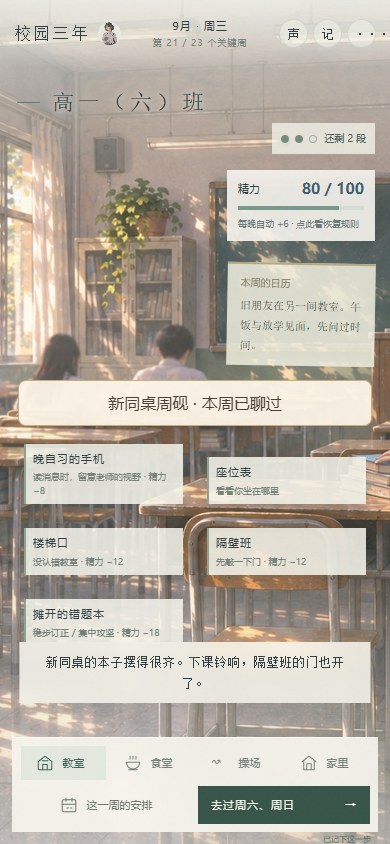 校园三年
9月 · 周三
第 21 / 23 个关键周
声 记 ···
— 高一（六）班
还剩 2 段
精力 80 / 100
每晚自动 +6 · 点此看恢复规则
本周的日历
旧朋友在另一间教室。午
饭与放学见面，先问过时
间。
新同桌周砚 · 本周已聊过
晚自习的手机
读消息时，留意老师的视野 · 精力
−8
座位表
看看你坐在哪里
楼梯口
没认错教室 · 精力 −12
隔壁班
先敲一下门 · 精力 −12
摊开的错题本
稳步订正 / 集中攻坚 · 精力 −18
新同桌的本子摆得很齐。下课铃响，隔壁班的门也开
了。
教室 食堂 操场 家里
这一周的安排
去过周六、周日 →
已记下这一步